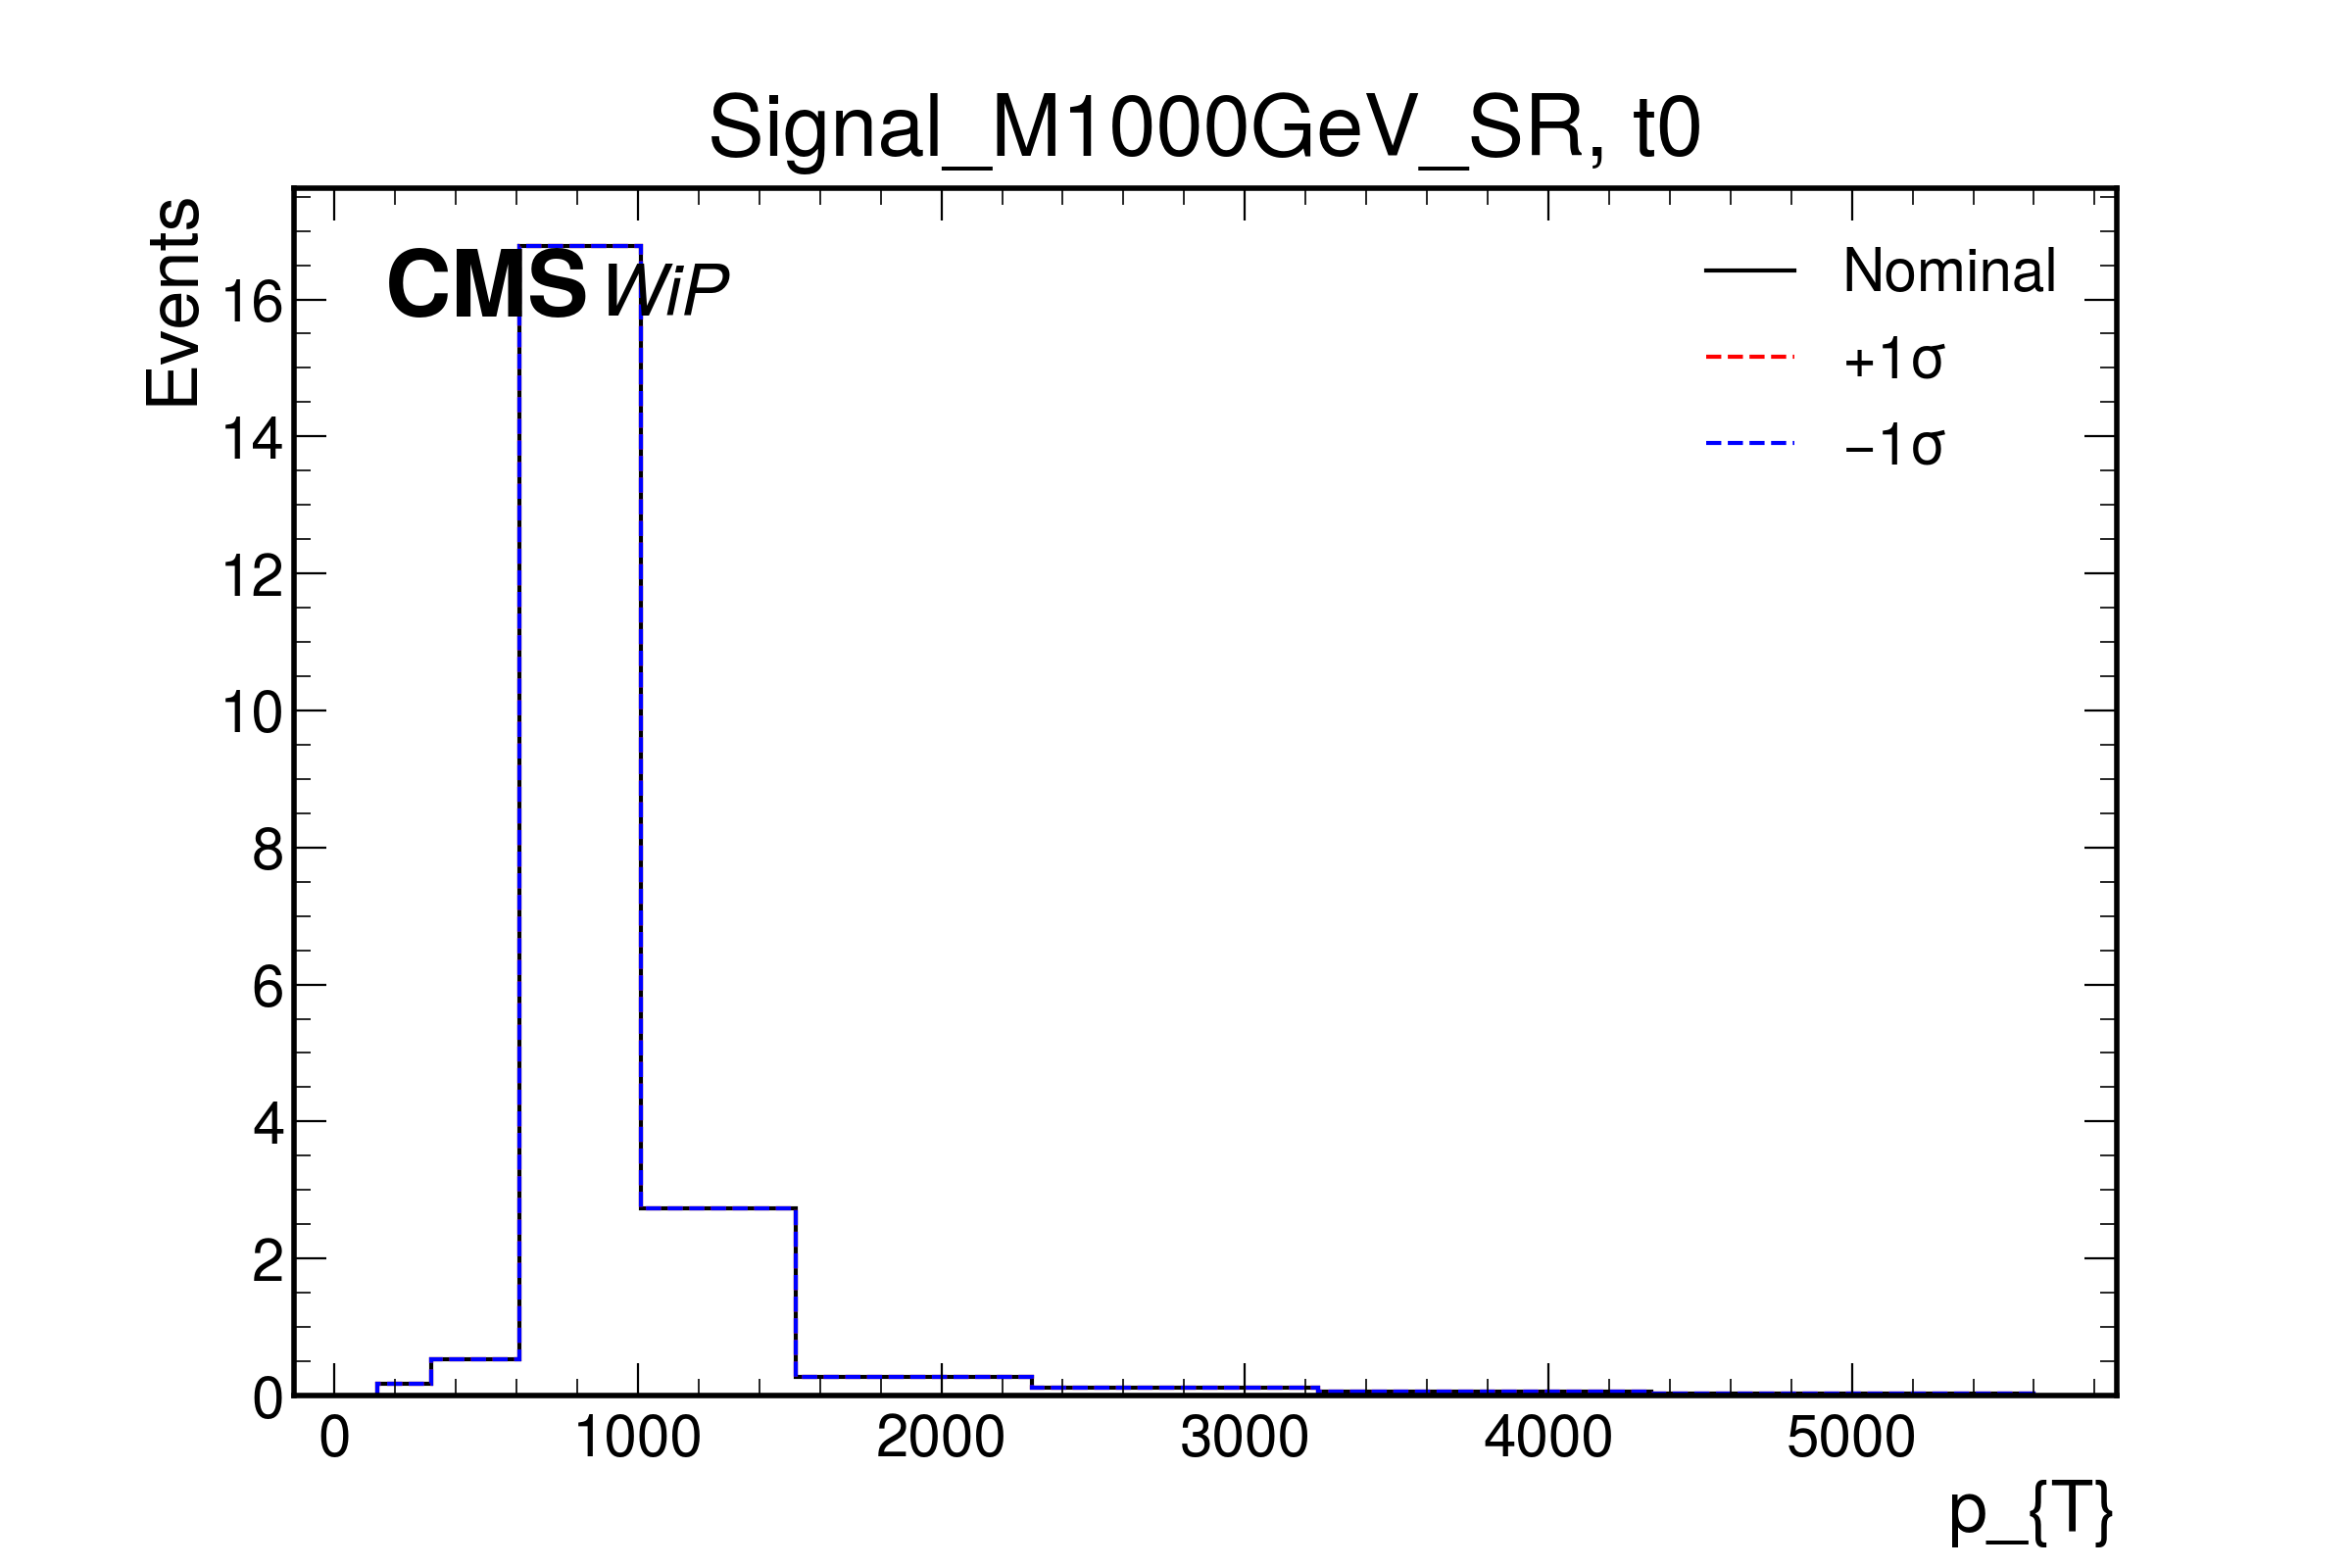 Signal_M1000GeV_SR, t0
Events
CMS WiP
Nominal
+1σ
−1σ
16
14
12
10
8
6
4
2
0
0 1000 2000 3000 4000 5000
p_{T}